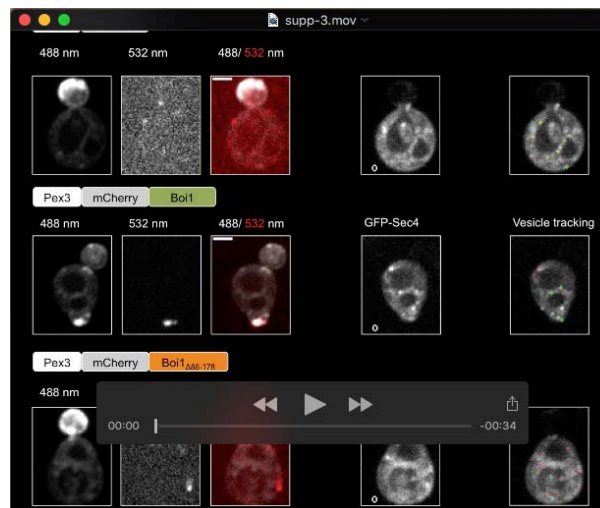 supp-3.mov
488 nm 532 nm 488/ 532 nm
0
Pex3 mCherry Boi1
488 nm 532 nm 488/ 532 nm GFP-Sec4 Vesicle tracking
0
Pex3 mCherry Boi1Δ86-178
488 nm
00:00 -00:34
0